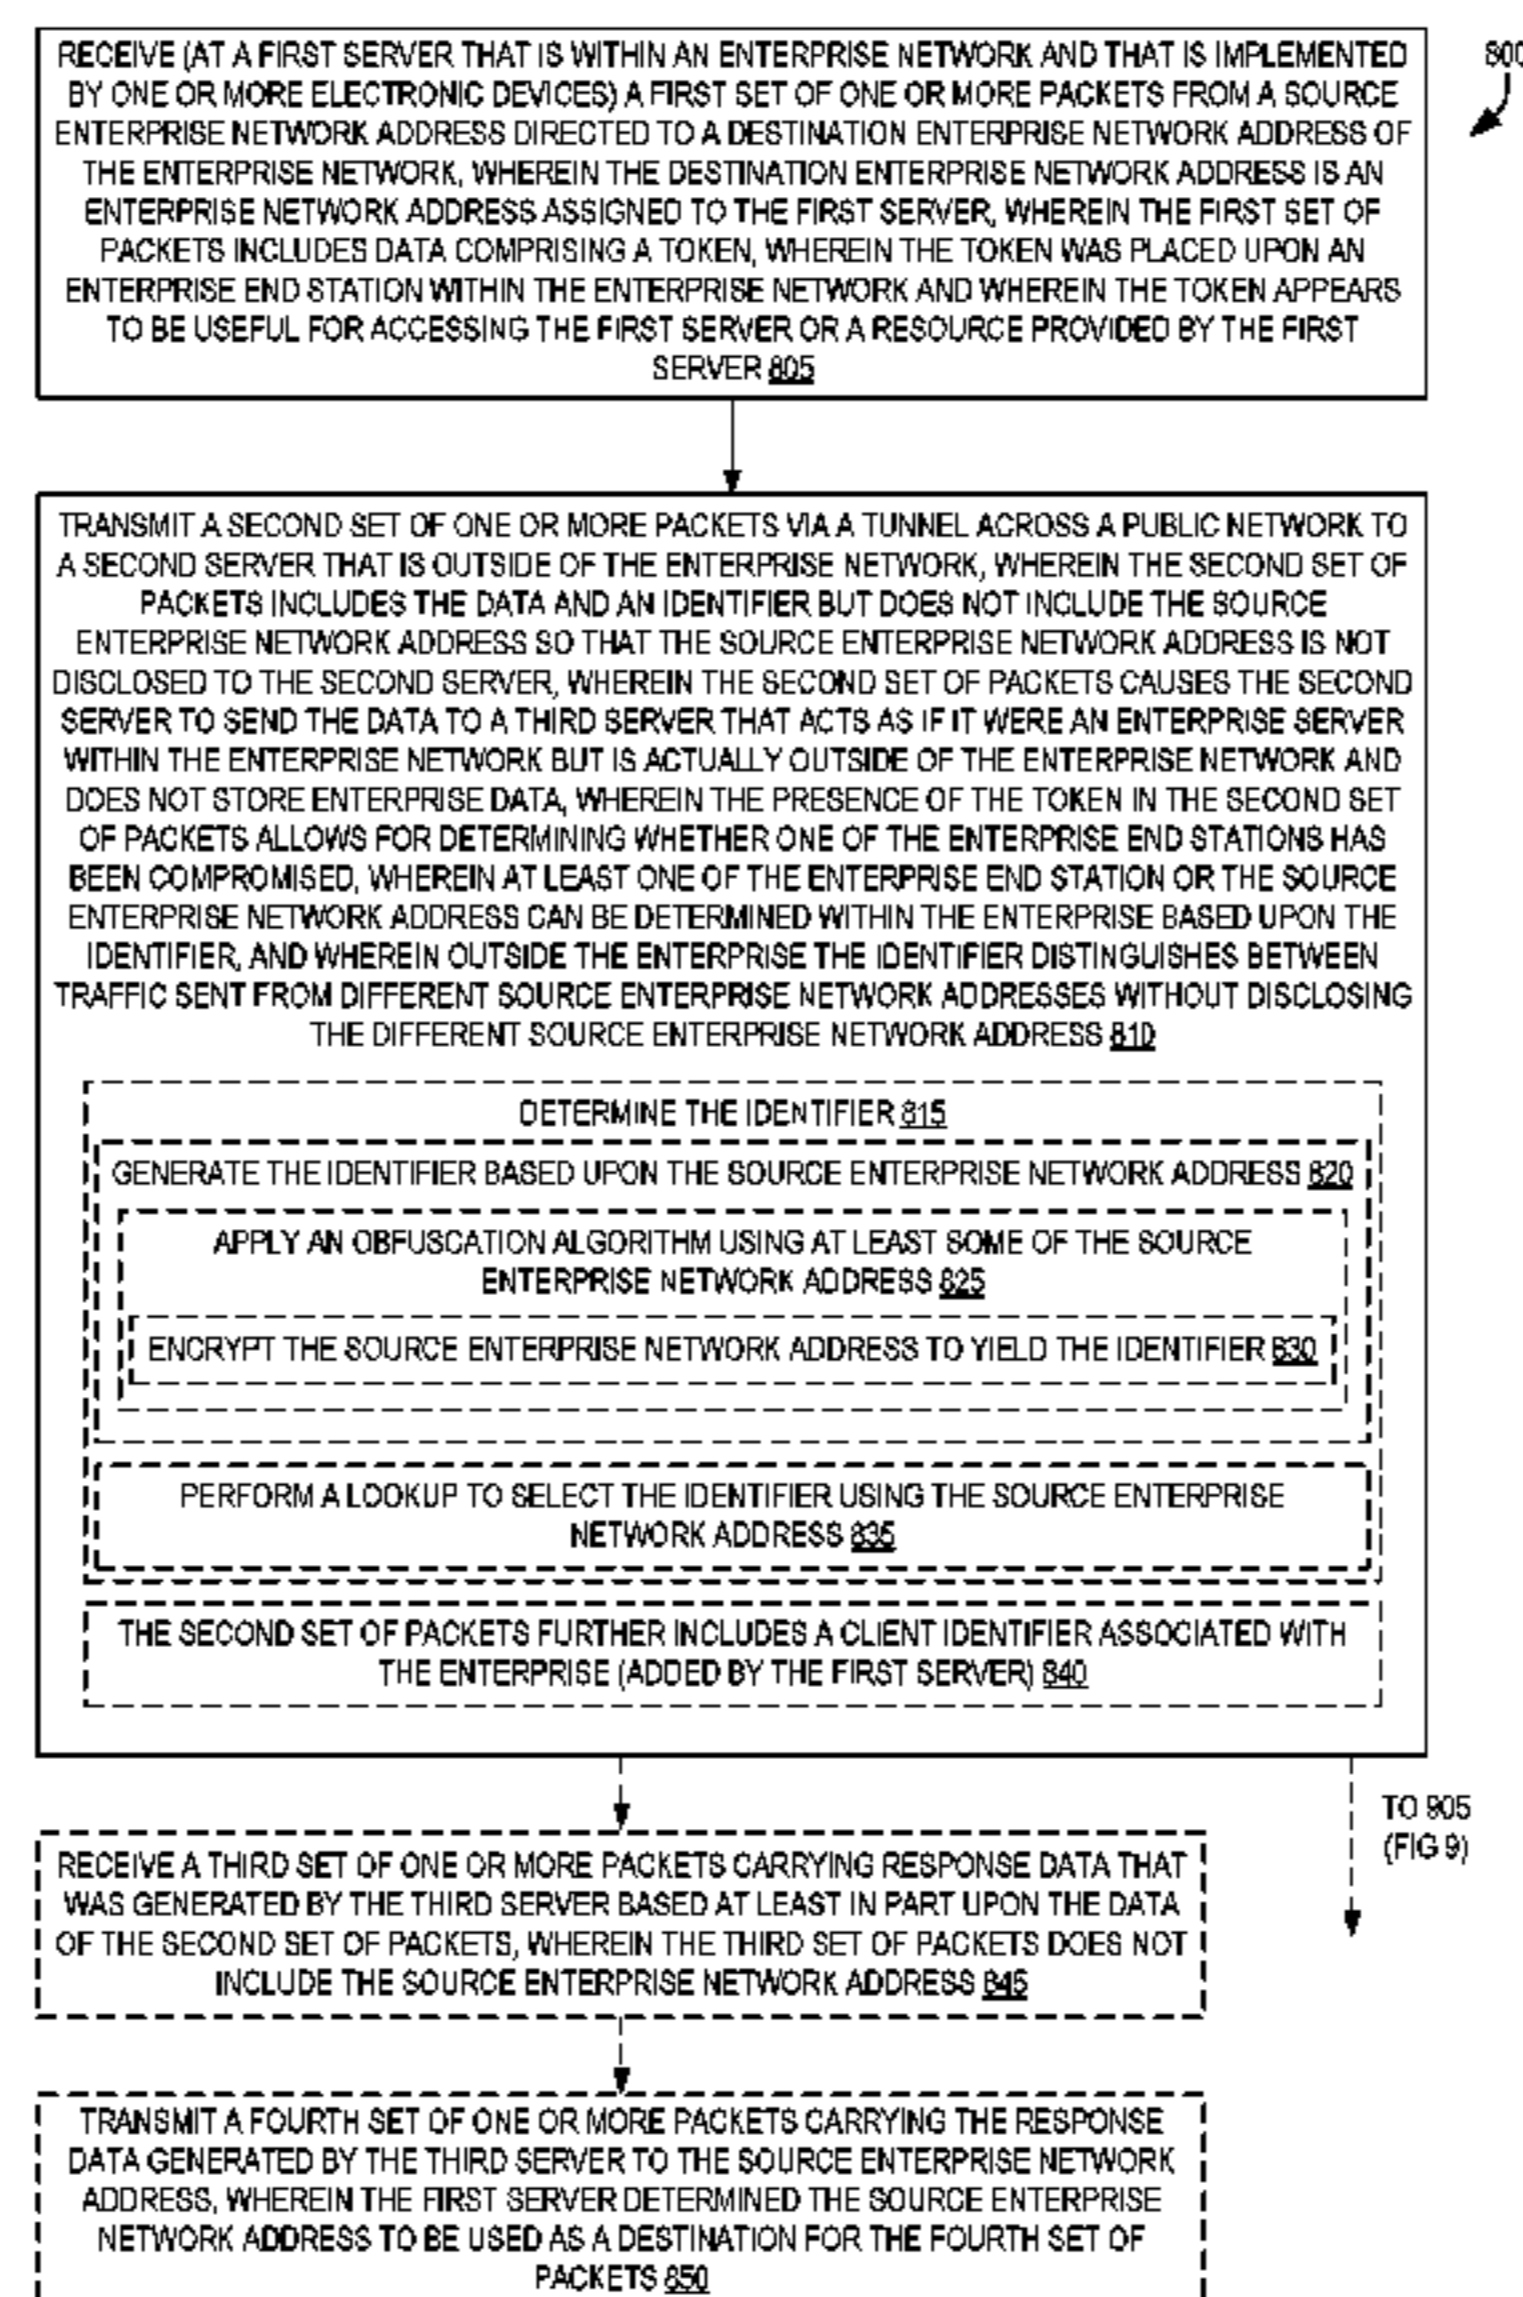 RECEIVE (AT A FIRST SERVER THAT IS WITHIN AN ENTERPRISE NETWORK AND THAT IS IMPLEMENTED
BY ONE OR MORE ELECTRONIC DEVICES) A FIRST SET OF ONE OR MORE PACKETS FROM A SOURCE
ENTERPRISE NETWORK ADDRESS DIRECTED TO A DESTINATION ENTERPRISE NETWORK ADDRESS OF
THE ENTERPRISE NETWORK, WHEREIN THE DESTINATION ENTERPRISE NETWORK ADDRESS IS AN
ENTERPRISE NETWORK ADDRESS ASSIGNED TO THE FIRST SERVER, WHEREIN THE FIRST SET OF
PACKETS INCLUDES DATA COMPRISING A TOKEN, WHEREIN THE TOKEN WAS PLACED UPON AN
ENTERPRISE END STATION WITHIN THE ENTERPRISE NETWORK AND WHEREIN THE TOKEN APPEARS
TO BE USEFUL FOR ACCESSING THE FIRST SERVER OR A RESOURCE PROVIDED BY THE FIRST
SERVER 805
800
TRANSMIT A SECOND SET OF ONE OR MORE PACKETS VIA A TUNNEL ACROSS A PUBLIC NETWORK TO
A SECOND SERVER THAT IS OUTSIDE OF THE ENTERPRISE NETWORK, WHEREIN THE SECOND SET OF
PACKETS INCLUDES THE DATA AND AN IDENTIFIER BUT DOES NOT INCLUDE THE SOURCE
ENTERPRISE NETWORK ADDRESS SO THAT THE SOURCE ENTERPRISE NETWORK ADDRESS IS NOT
DISCLOSED TO THE SECOND SERVER, WHEREIN THE SECOND SET OF PACKETS CAUSES THE SECOND
SERVER TO SEND THE DATA TO A THIRD SERVER THAT ACTS AS IF IT WERE AN ENTERPRISE SERVER
WITHIN THE ENTERPRISE NETWORK BUT IS ACTUALLY OUTSIDE OF THE ENTERPRISE NETWORK AND
DOES NOT STORE ENTERPRISE DATA, WHEREIN THE PRESENCE OF THE TOKEN IN THE SECOND SET
OF PACKETS ALLOWS FOR DETERMINING WHETHER ONE OF THE ENTERPRISE END STATIONS HAS
BEEN COMPROMISED, WHEREIN AT LEAST ONE OF THE ENTERPRISE END STATION OR THE SOURCE
ENTERPRISE NETWORK ADDRESS CAN BE DETERMINED WITHIN THE ENTERPRISE BASED UPON THE
IDENTIFIER, AND WHEREIN OUTSIDE THE ENTERPRISE THE IDENTIFIER DISTINGUISHES BETWEEN
TRAFFIC SENT FROM DIFFERENT SOURCE ENTERPRISE NETWORK ADDRESSES WITHOUT DISCLOSING
THE DIFFERENT SOURCE ENTERPRISE NETWORK ADDRESS 810
DETERMINE THE IDENTIFIER 815
GENERATE THE IDENTIFIER BASED UPON THE SOURCE ENTERPRISE NETWORK ADDRESS 820
APPLY AN OBFUSCATION ALGORITHM USING AT LEAST SOME OF THE SOURCE
ENTERPRISE NETWORK ADDRESS 825
ENCRYPT THE SOURCE ENTERPRISE NETWORK ADDRESS TO YIELD THE IDENTIFIER 830
PERFORM A LOOKUP TO SELECT THE IDENTIFIER USING THE SOURCE ENTERPRISE
NETWORK ADDRESS 835
THE SECOND SET OF PACKETS FURTHER INCLUDES A CLIENT IDENTIFIER ASSOCIATED WITH
THE ENTERPRISE (ADDED BY THE FIRST SERVER) 840
TO 905
(FIG 9)
RECEIVE A THIRD SET OF ONE OR MORE PACKETS CARRYING RESPONSE DATA THAT
WAS GENERATED BY THE THIRD SERVER BASED AT LEAST IN PART UPON THE DATA
OF THE SECOND SET OF PACKETS, WHEREIN THE THIRD SET OF PACKETS DOES NOT
INCLUDE THE SOURCE ENTERPRISE NETWORK ADDRESS 845
TRANSMIT A FOURTH SET OF ONE OR MORE PACKETS CARRYING THE RESPONSE
DATA GENERATED BY THE THIRD SERVER TO THE SOURCE ENTERPRISE NETWORK
ADDRESS, WHEREIN THE FIRST SERVER DETERMINED THE SOURCE ENTERPRISE
NETWORK ADDRESS TO BE USED AS A DESTINATION FOR THE FOURTH SET OF
PACKETS 850